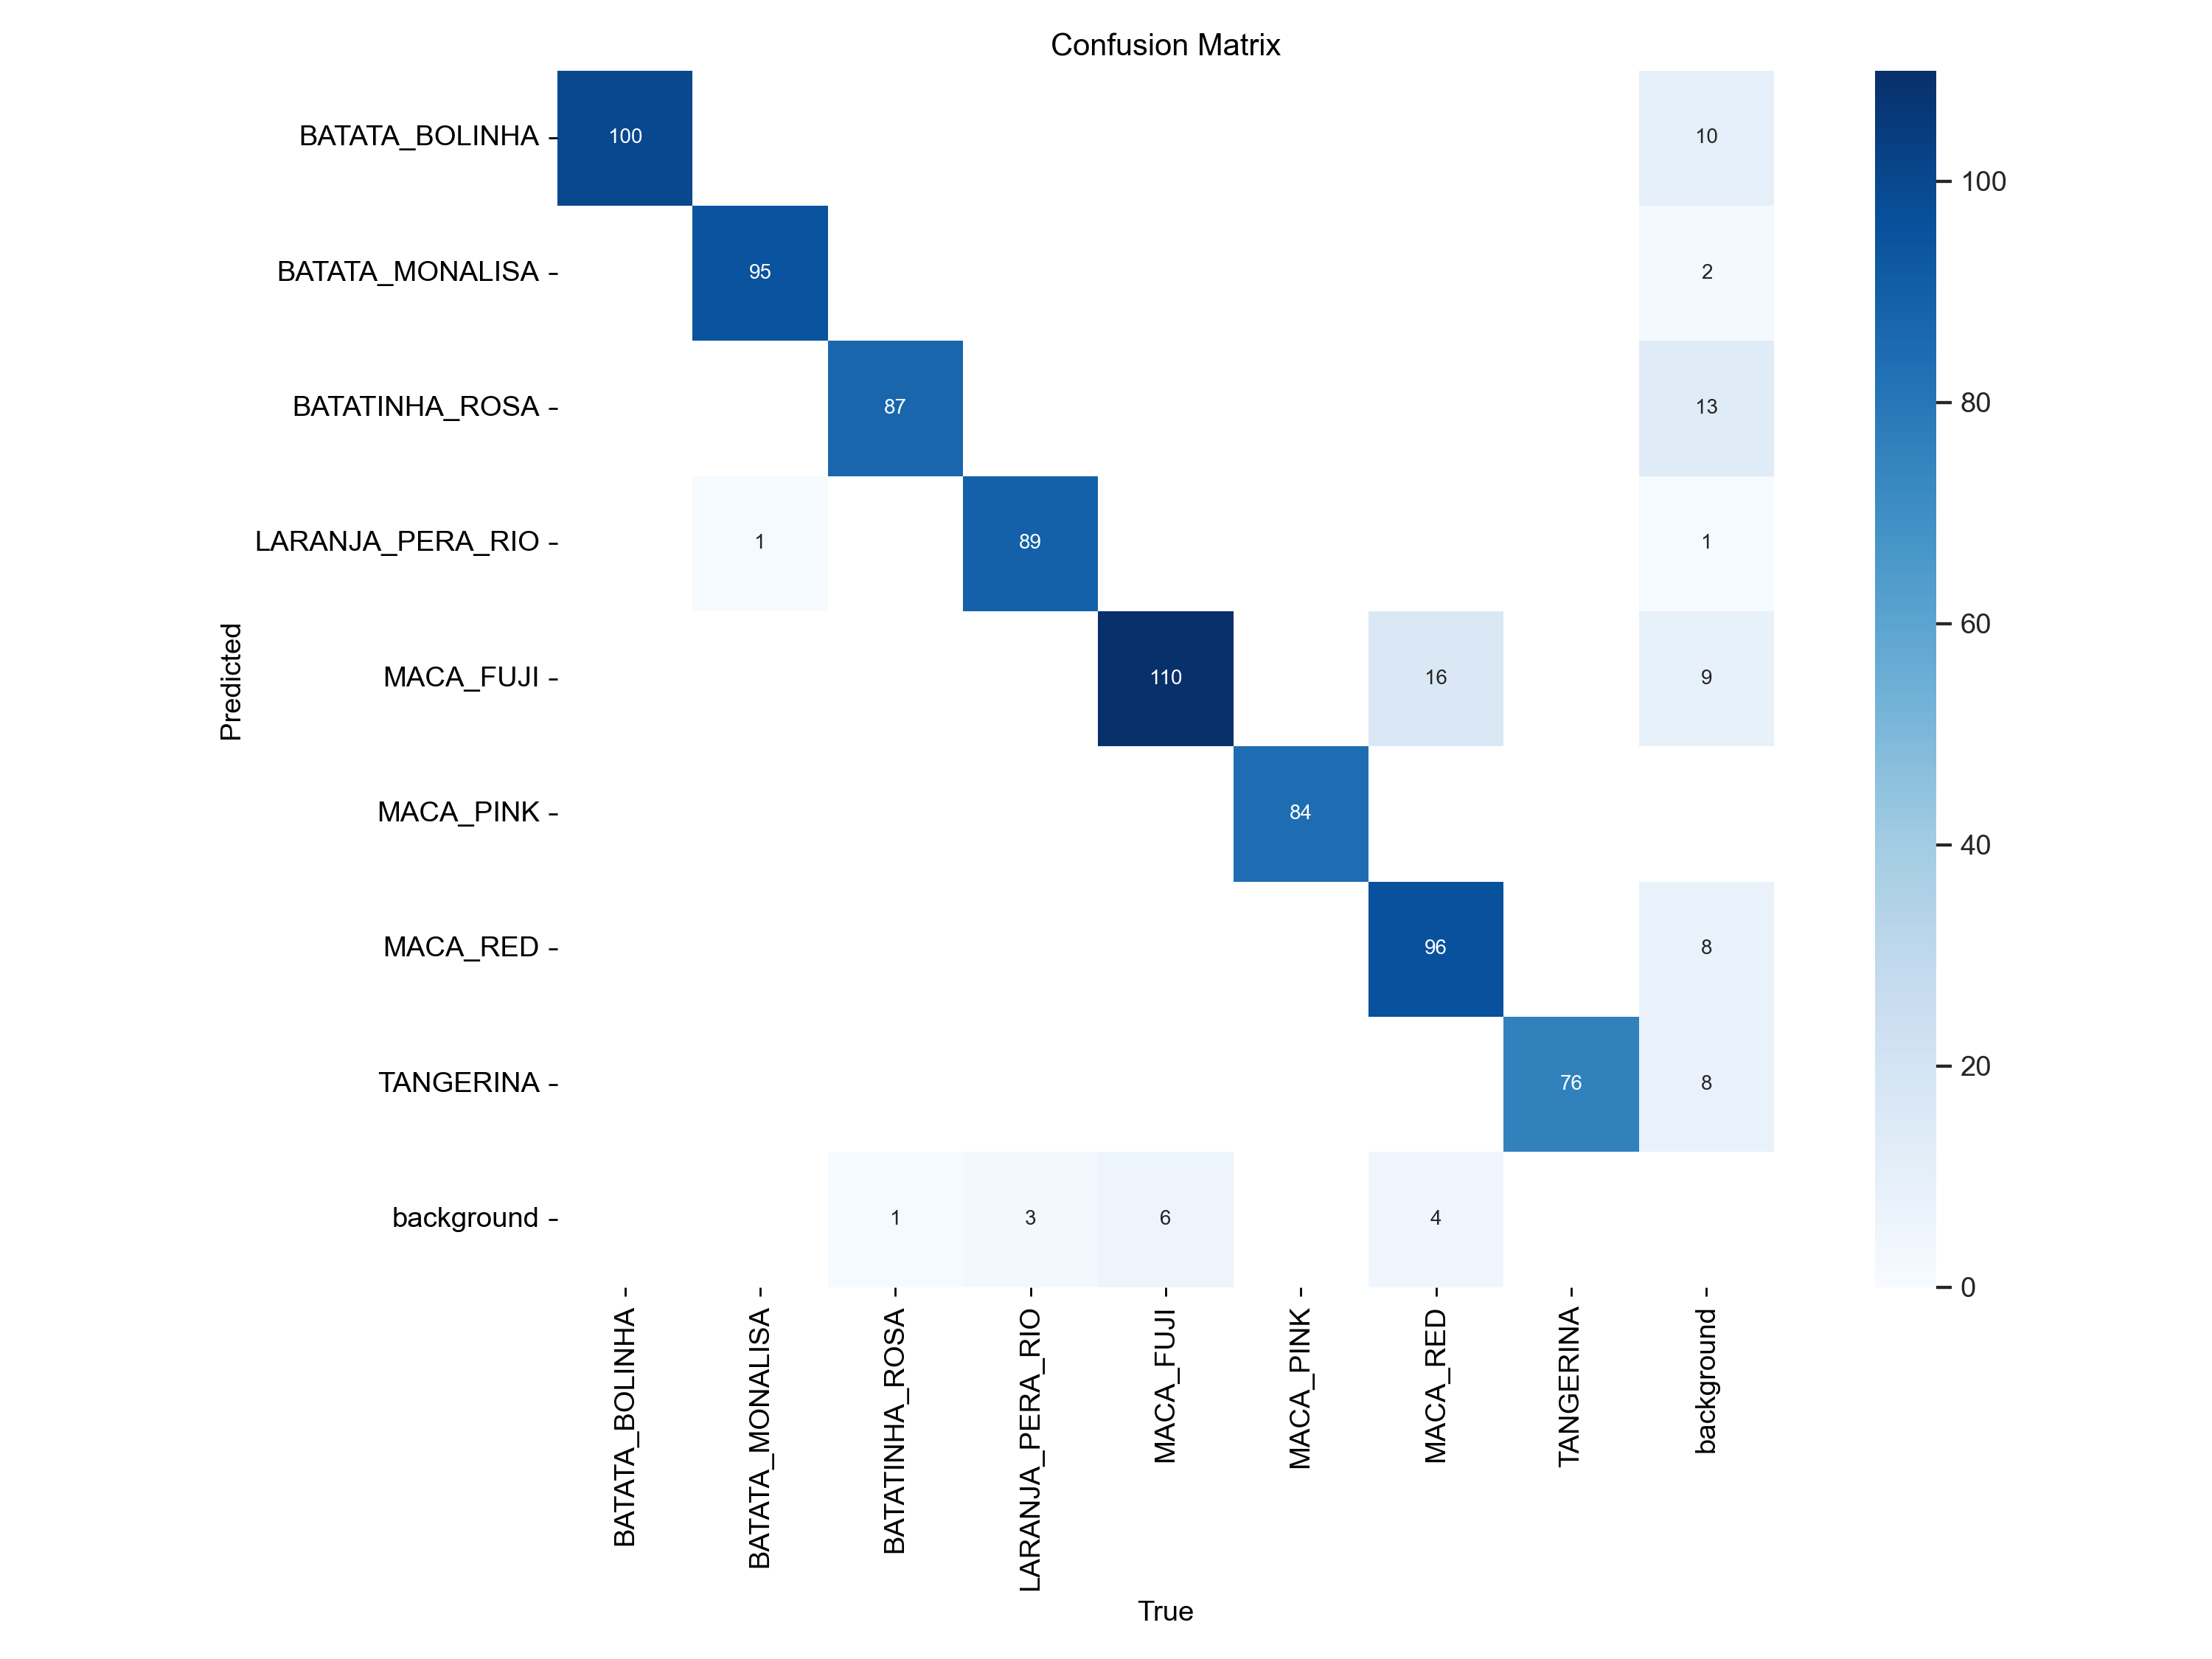 Confusion Matrix
BATATA_BOLINHA 100 10
BATATA_MONALISA 95 2
BATATINHA_ROSA 87 13
LARANJA_PERA_RIO 1 89 1
MACA_FUJI 110 16 9
MACA_PINK 84
MACA_RED 96 8
TANGERINA 76 8
background 1 3 6 4
Predicted
BATATA_BOLINHA
BATATA_MONALISA
BATATINHA_ROSA
LARANJA_PERA_RIO
MACA_FUJI
MACA_PINK
MACA_RED
TANGERINA
background
True
100
80
60
40
20
0